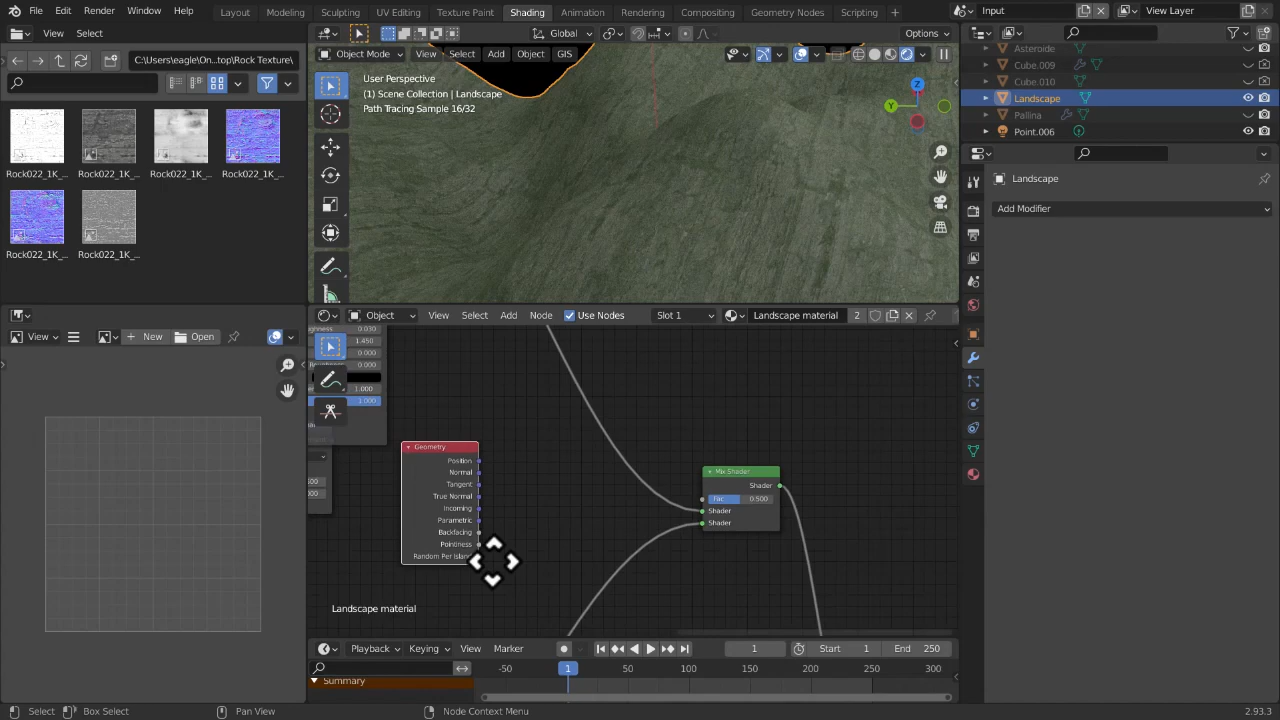 File Edit Render Window Help Layout Modeling Sculpting UV Editing Texture Paint Shading Animation Rendering Compositing Geometry Nodes Scripting Input View Layer
View Select
C:\Users\eagle\On...top\Rock Texture\
Rock022_1K_... Rock022_1K_... Rock022_1K_... Rock022_1K_...
Rock022_1K_... Rock022_1K_...
Global Options
Object Mode View Select Add Object GIS
User Perspective
(1) Scene Collection | Landscape
Path Tracing Sample 16/32
Z
Y
Asteroide
Cube.009
Cube.010
Landscape
Pallina
Point.006
Landscape
Add Modifier
View New Open
Object View Select Add Node Use Nodes Slot 1 Landscape material 2
0.030
1.450
0.000
0.000
1.000
1.000
Geometry
Position
Normal
Tangent
True Normal
Incoming
Parametric
Backfacing
Pointiness
Random Per Island
Mix Shader
Shader
Fac 0.500
Shader
Shader
Landscape material
Playback Keying View Marker 1 Start 1 End 250
-50 1 50 100 150 200 250 300
Summary
Select Box Select Pan View Node Context Menu 2.93.3